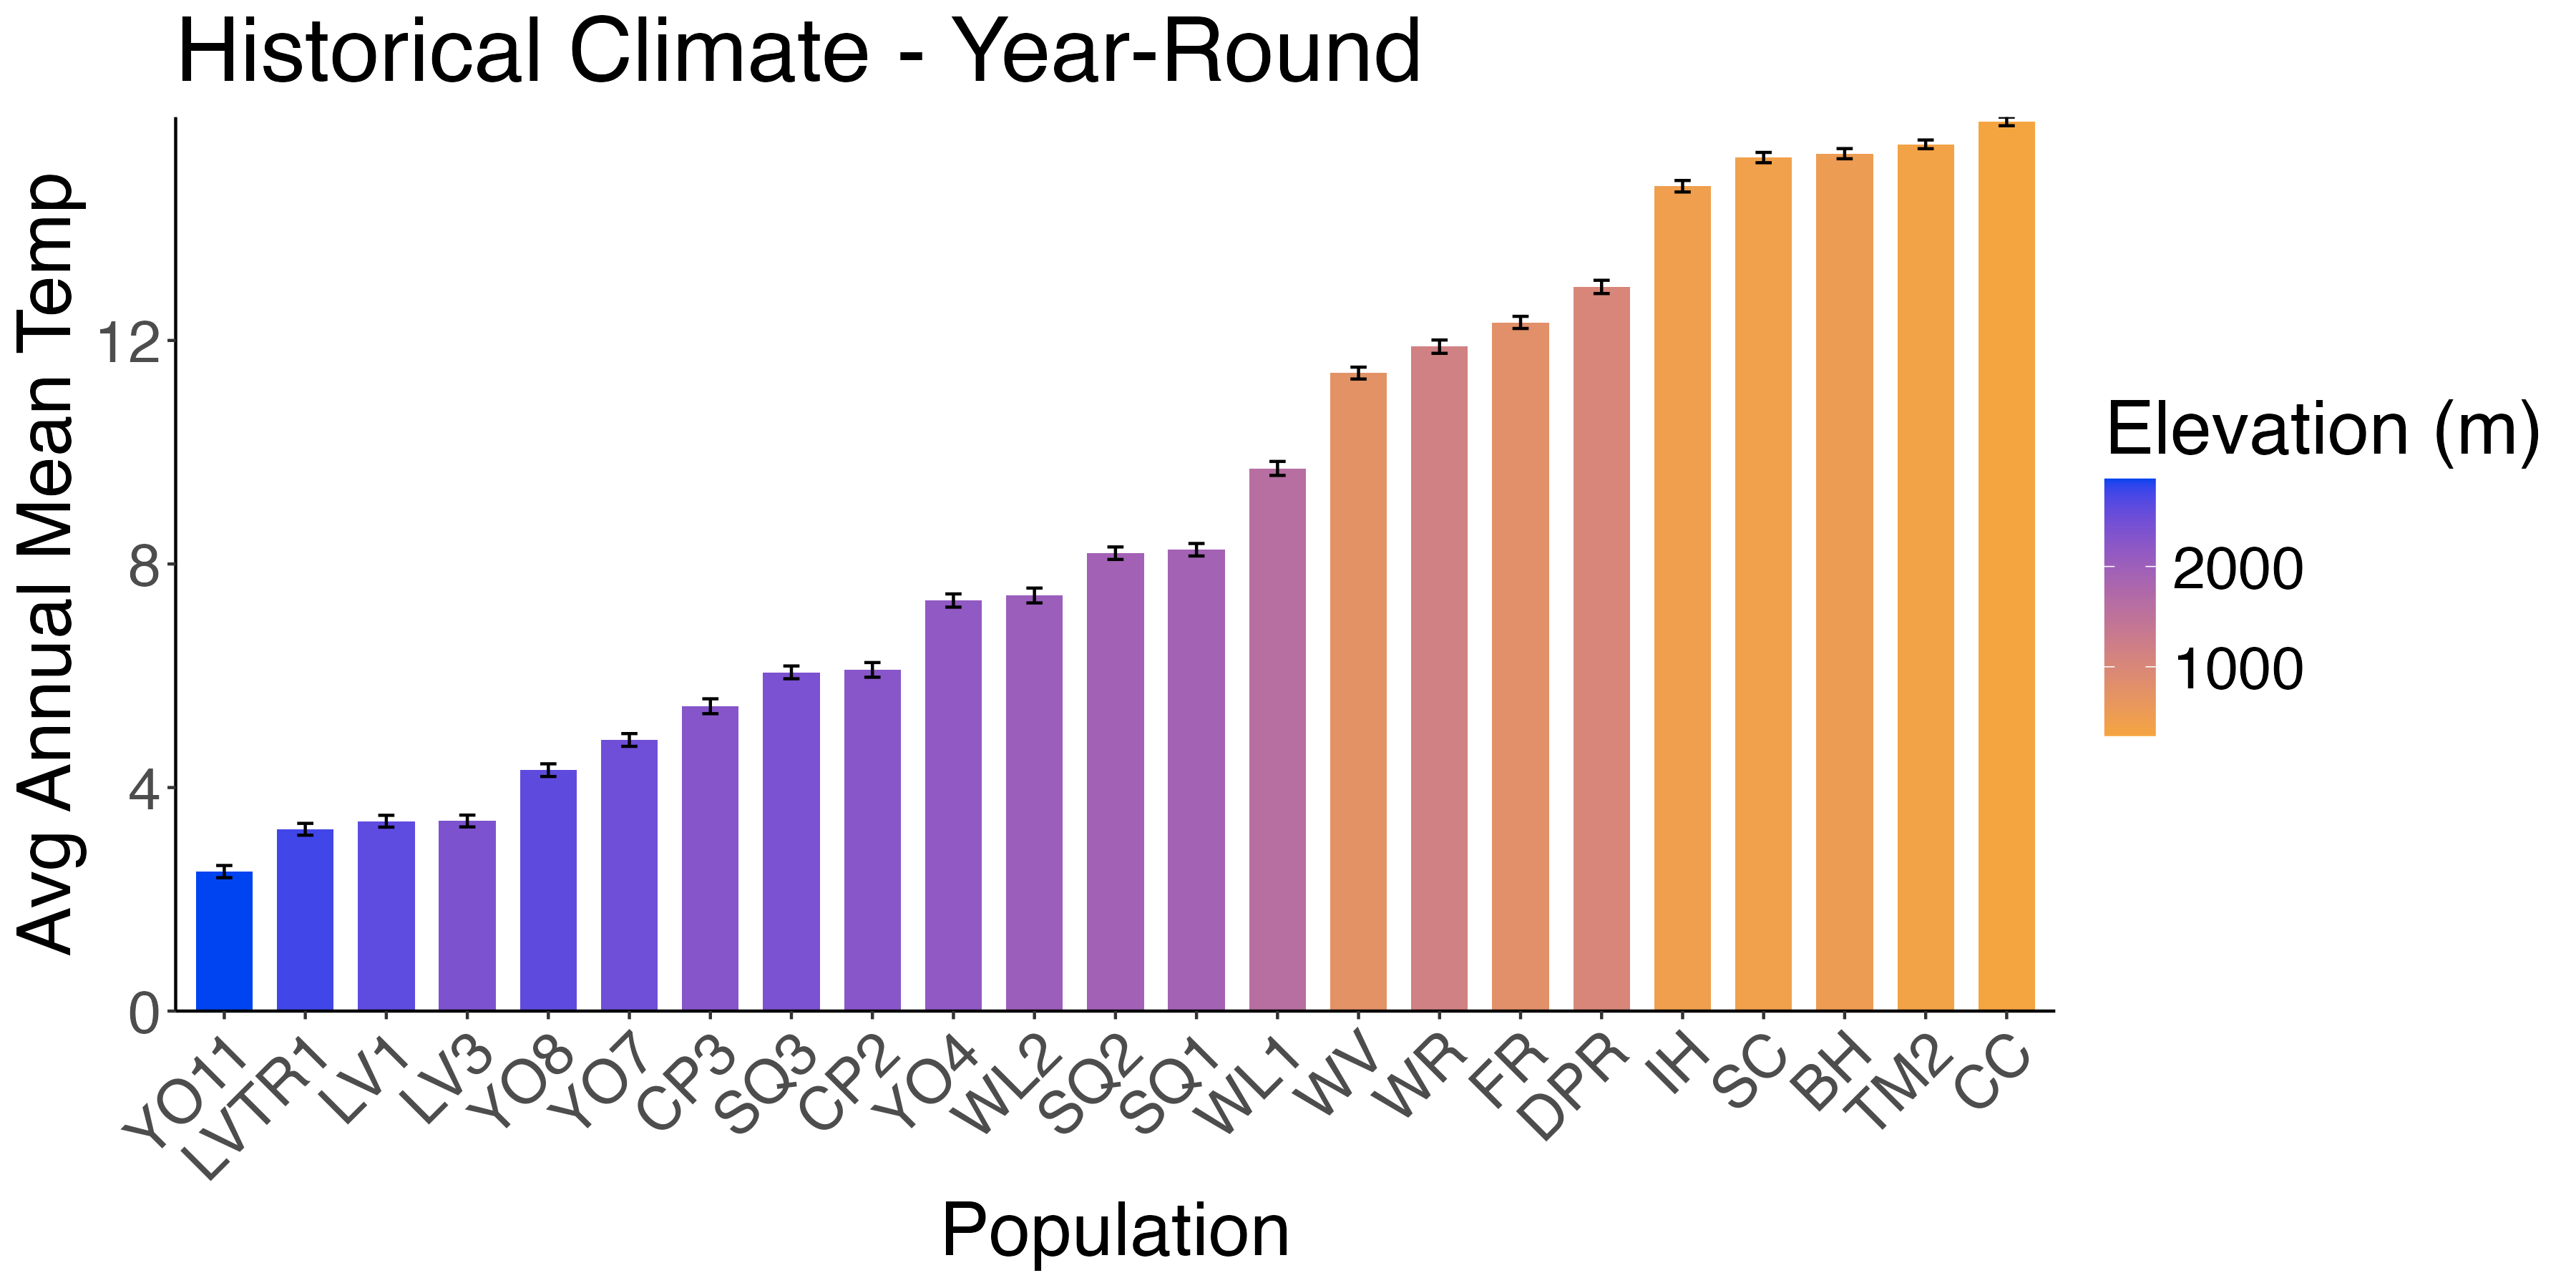 Historical Climate - Year-Round
Avg Annual Mean Temp
12
8
4
0
YO11
LVTR1
LV1
LV3
YO8
YO7
CP3
SQ3
CP2
YO4
WL2
SQ2
SQ1
WL1
WV
WR
FR
DPR
IH
SC
BH
TM2
CC
Population
Elevation (m)
2000
1000